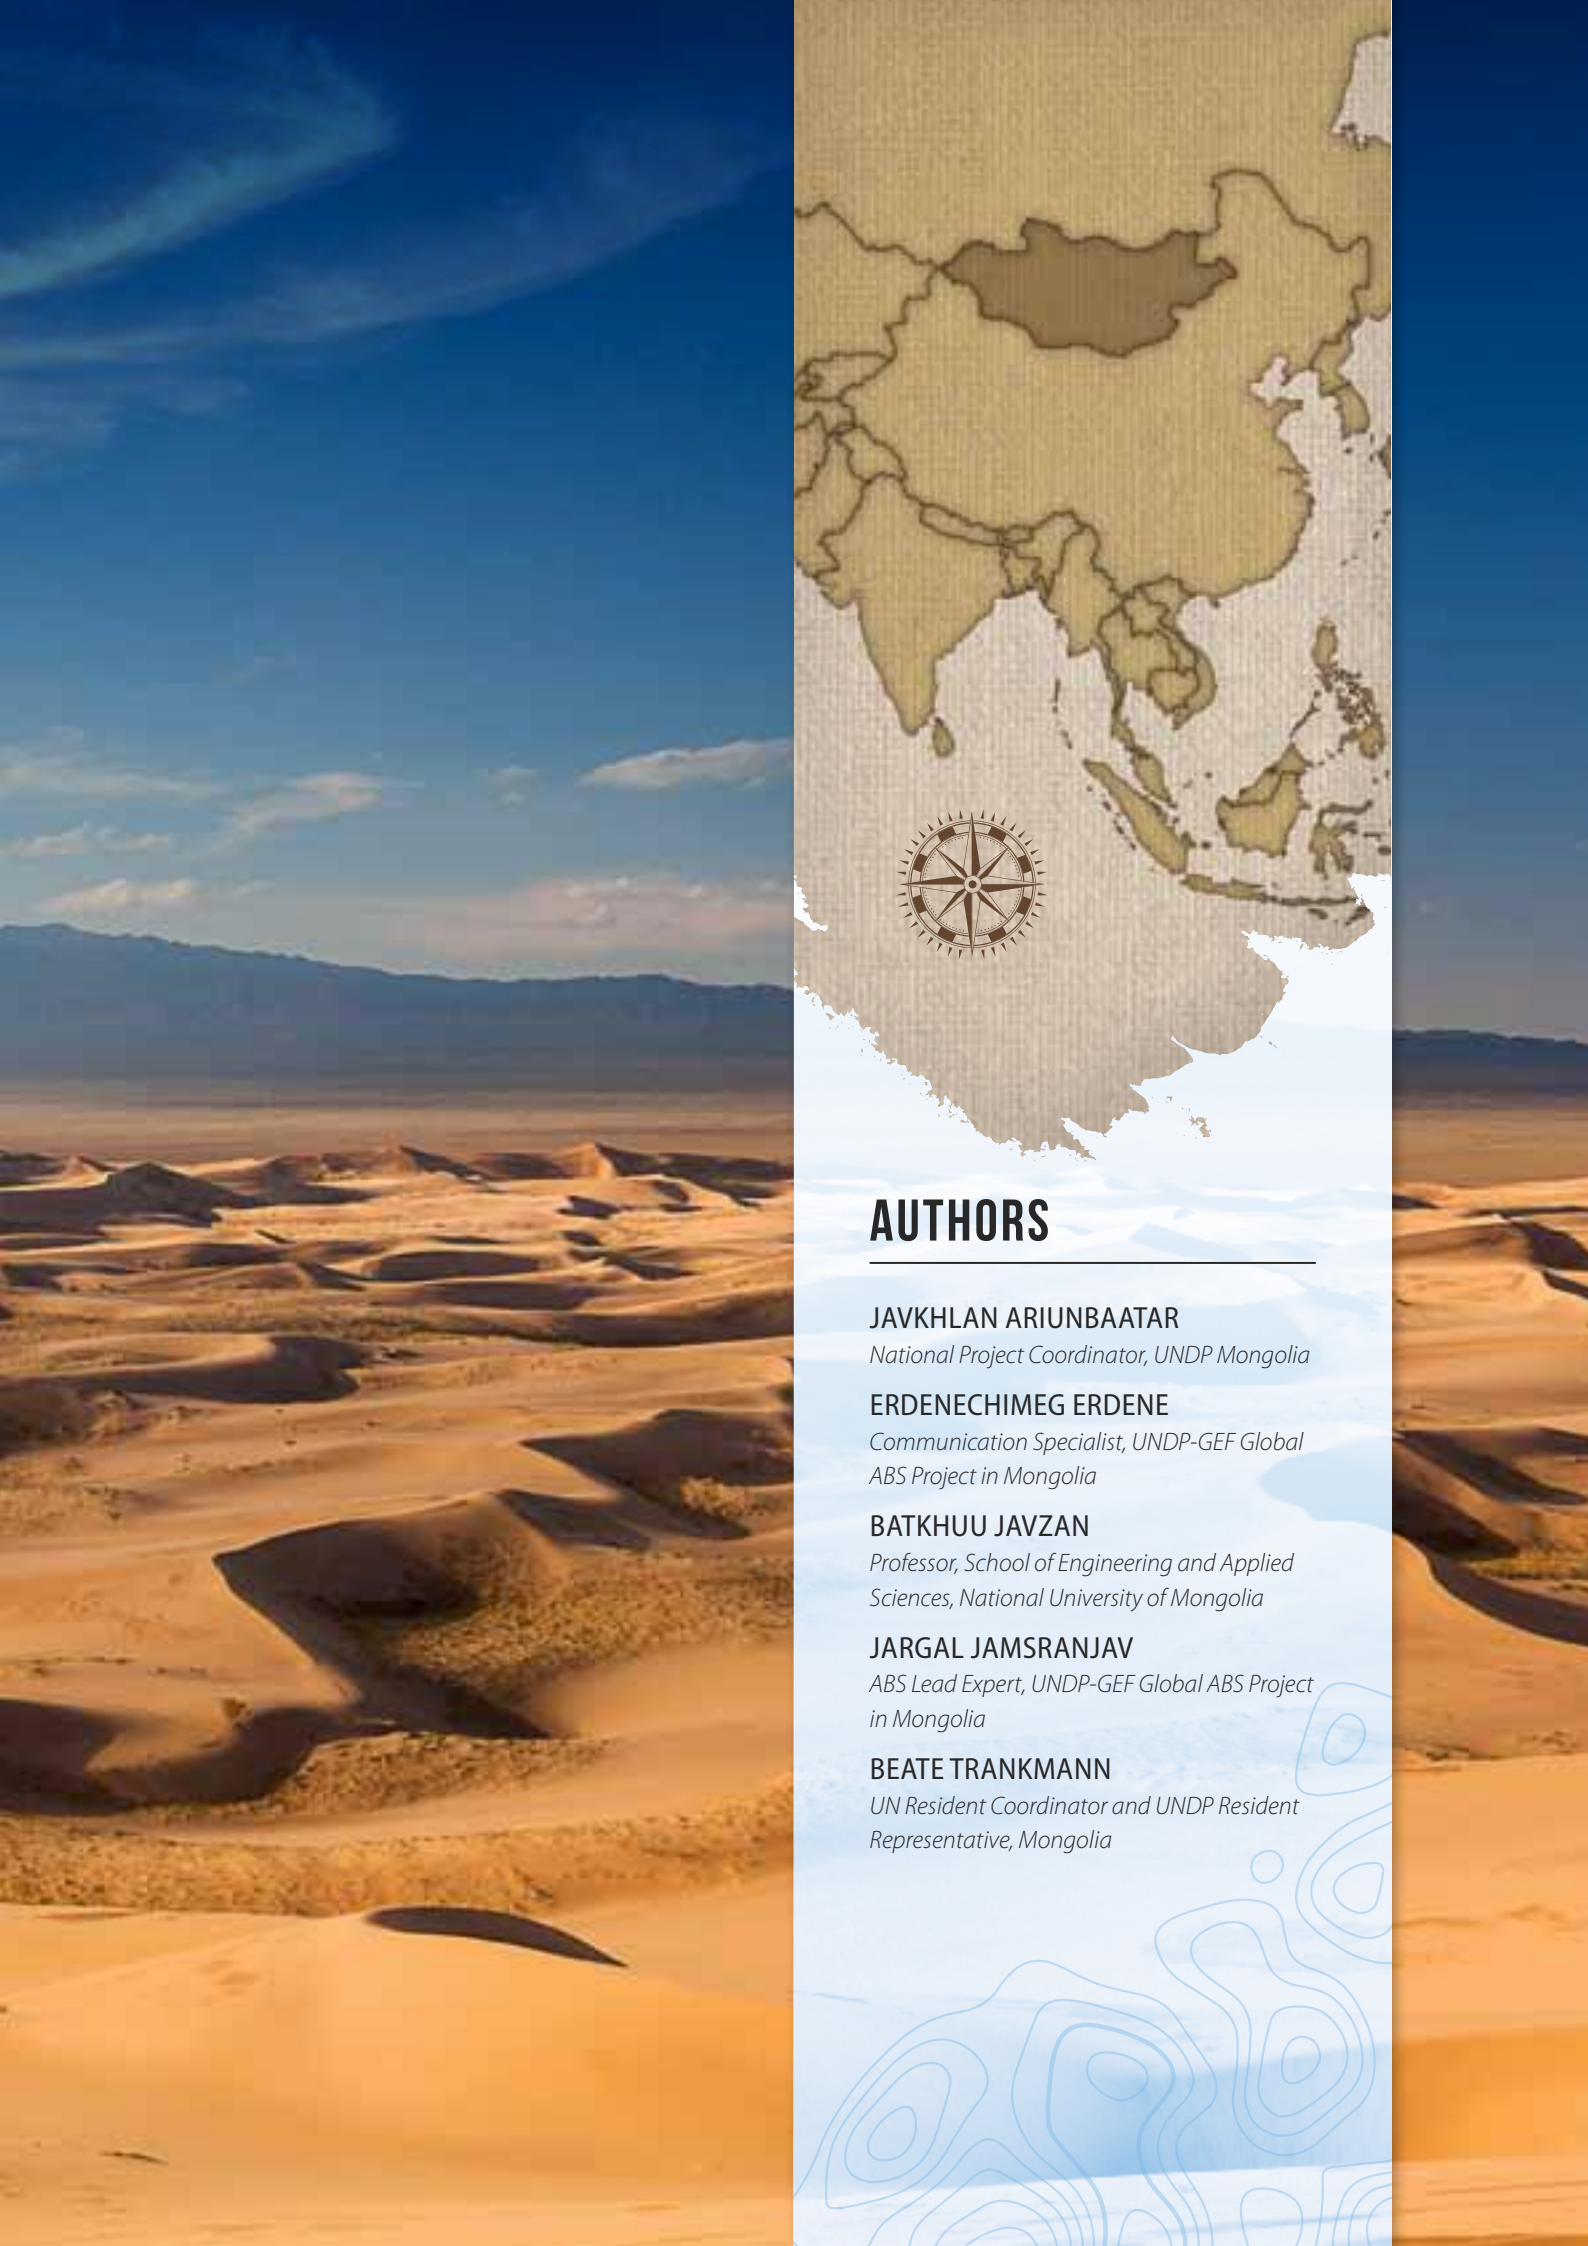 AUTHORS
JAVKHLAN ARIUNBAATAR
National Project Coordinator, UNDP Mongolia
ERDENECHIMEG ERDENE
Communication Specialist, UNDP-GEF Global
ABS Project in Mongolia
BATKHUU JAVZAN
Professor, School of Engineering and Applied
Sciences, National University of Mongolia
JARGAL JAMSRANJAV
ABS Lead Expert, UNDP-GEF Global ABS Project
in Mongolia
BEATE TRANKMANN
UN Resident Coordinator and UNDP Resident
Representative, Mongolia